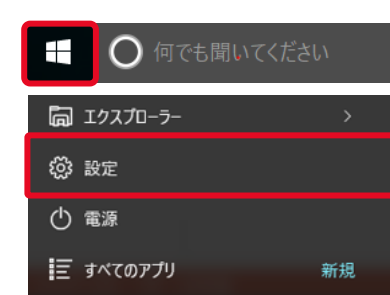 何でも聞いてください
エクスプローラー
設定
電源
すべてのアプリ 新規